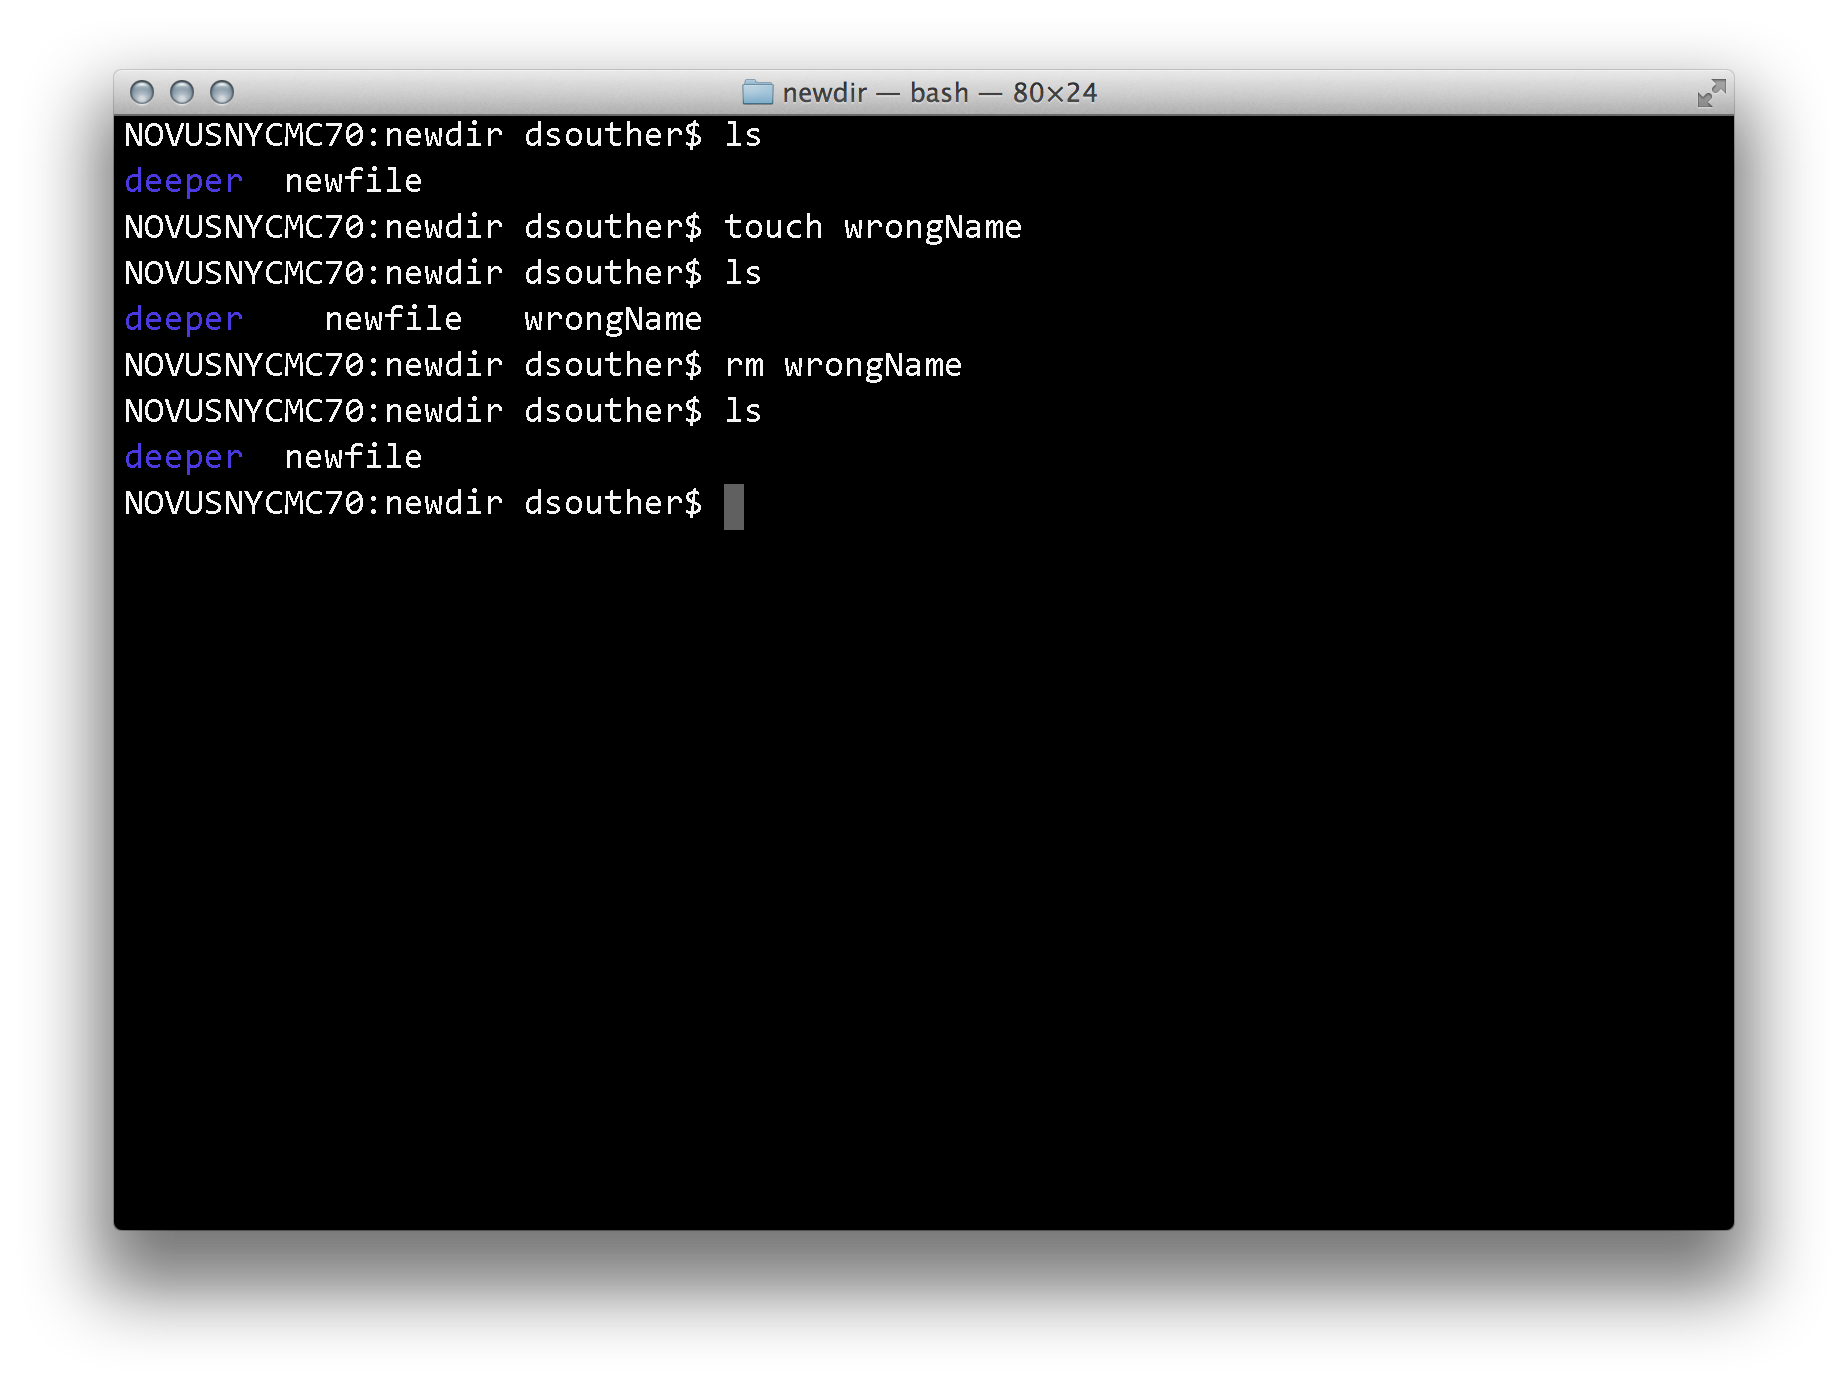 newdir — bash — 80×24
NOVUSNYCMC70:newdir dsouther$ ls
deeper  newfile
NOVUSNYCMC70:newdir dsouther$ touch wrongName
NOVUSNYCMC70:newdir dsouther$ ls
deeper    newfile   wrongName
NOVUSNYCMC70:newdir dsouther$ rm wrongName
NOVUSNYCMC70:newdir dsouther$ ls
deeper  newfile
NOVUSNYCMC70:newdir dsouther$